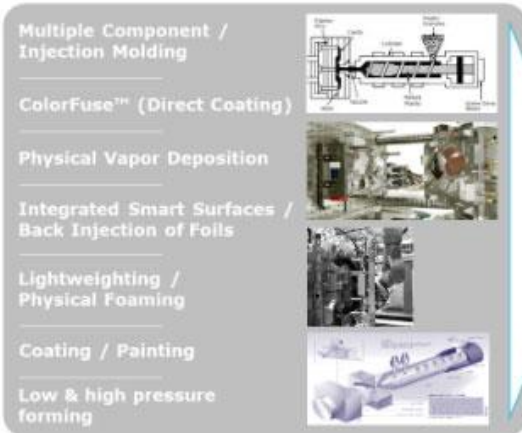 Multiple Component /
Injection Molding
ColorFuse™ (Direct Coating)
Physical Vapor Deposition
Integrated Smart Surfaces /
Back Injection of Foils
Lightweighting /
Physical Foaming
Coating / Painting
Low & high pressure
forming